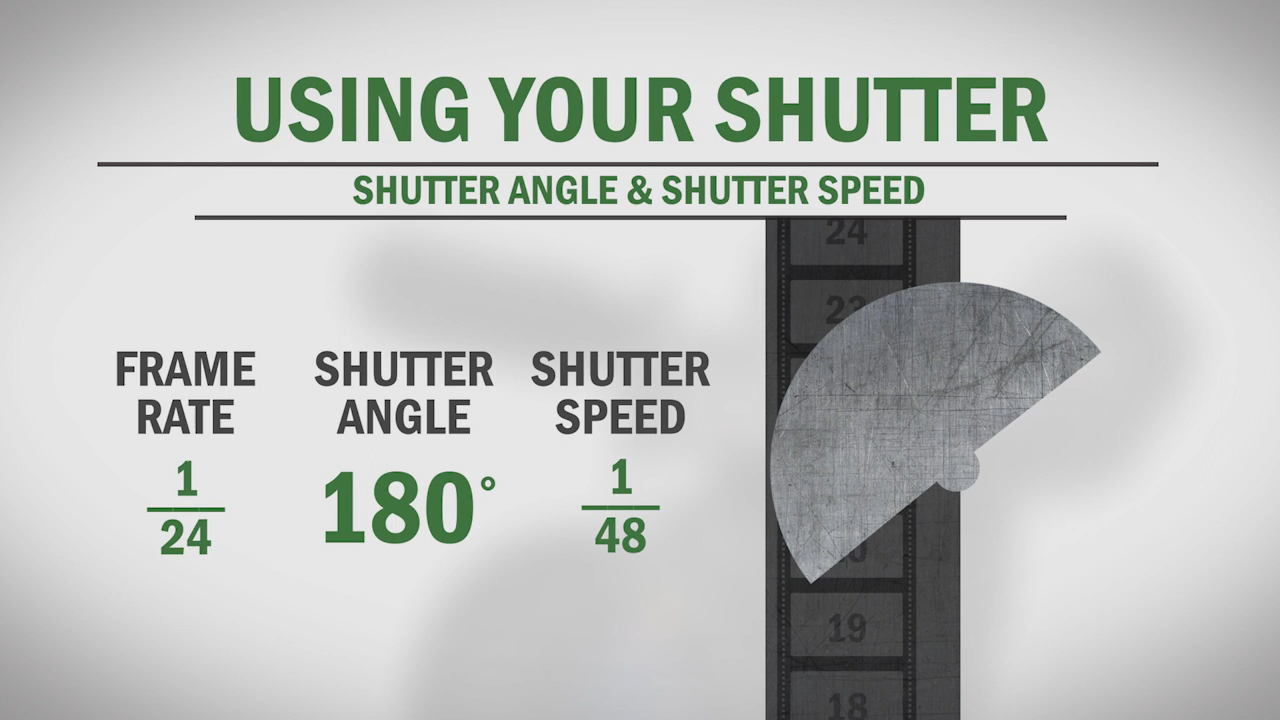 USING YOUR SHUTTER
SHUTTER ANGLE & SHUTTER SPEED
24
FRAME
RATE
1
24
SHUTTER
ANGLE
180°
SHUTTER
SPEED
1
48
19
18